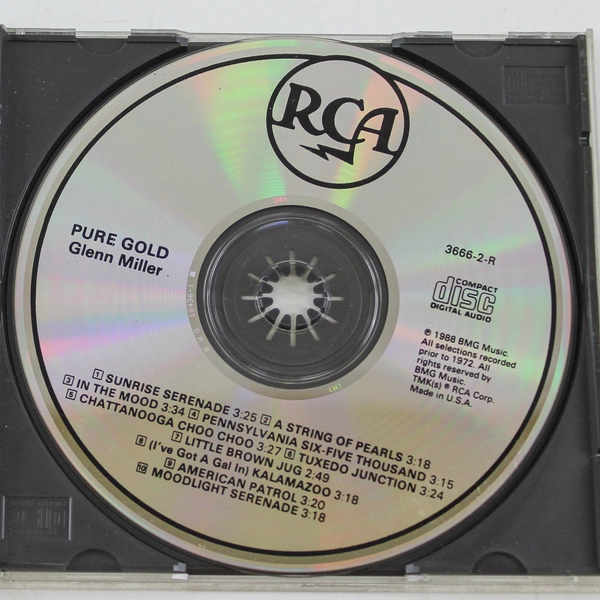 RCA
PURE GOLD
Glenn Miller
3666-2-R
COMPACT
disc
DIGITAL AUDIO
℗ 1988 BMG Music.
All selections recorded
prior to 1972. All
rights reserved by
BMG Music.
TMK(s) ® RCA Corp.
Made in U.S.A.
1 SUNRISE SERENADE 3:25 2 A STRING OF PEARLS 3:18
3 IN THE MOOD 3:34 4 PENNSYLVANIA SIX-FIVE THOUSAND 3:15
5 CHATTANOOGA CHOO CHOO 3:27 6 TUXEDO JUNCTION 3:24
7 LITTLE BROWN JUG 2:49
8 (I've Got A Gal In) KALAMAZOO 3:18
9 AMERICAN PATROL 3:20
10 MOODLIGHT SERENADE 3:18